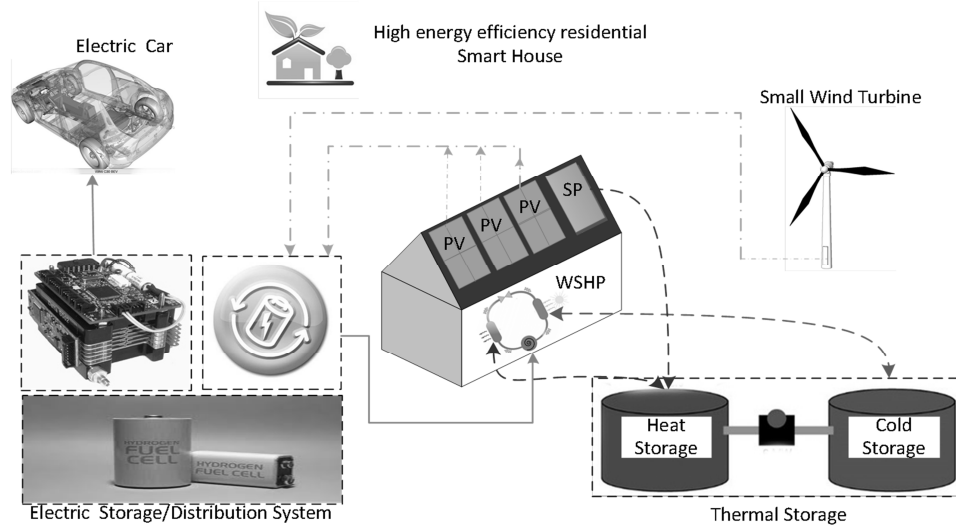 High energy efficiency residential
Smart House
Electric Car
Small Wind Turbine
PV
PV
PV
SP
WSHP
HYDROGEN
FUEL
CELL
HYDROGEN
FUEL CELL
Heat
Storage
Cold
Storage
Electric Storage/Distribution System
Thermal Storage